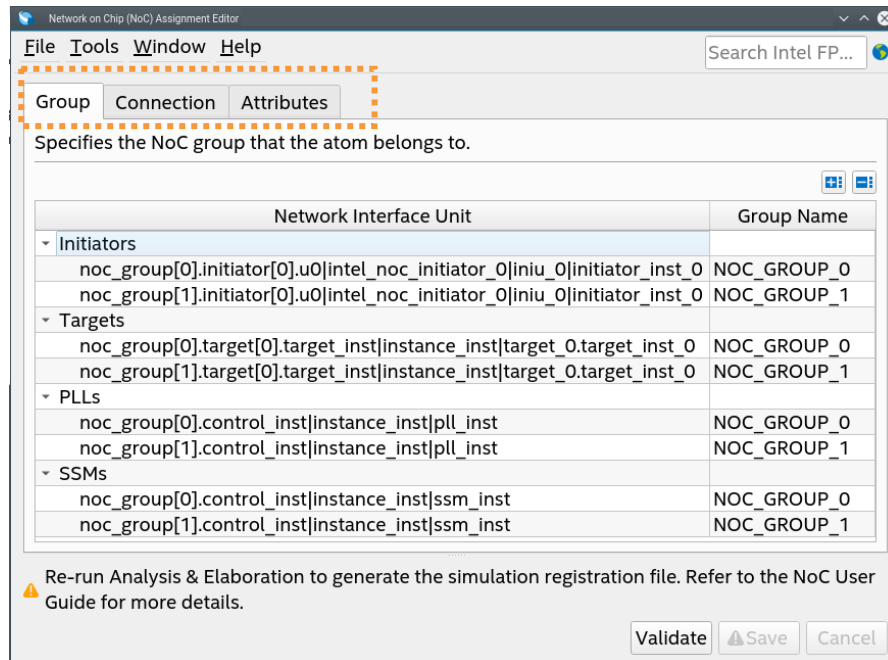 Network on Chip (NoC) Assignment Editor
File Tools Window Help
Search Intel FP...
Group Connection Attributes
Specifies the NoC group that the atom belongs to.
Network Interface Unit Group Name
Initiators
noc_group[0].initiator[0].u0|intel_noc_initiator_0|iniu_0|initiator_inst_0 NOC_GROUP_0
noc_group[1].initiator[0].u0|intel_noc_initiator_0|iniu_0|initiator_inst_0 NOC_GROUP_1
Targets
noc_group[0].target[0].target_inst|instance_inst|target_0.target_inst_0 NOC_GROUP_0
noc_group[1].target[0].target_inst|instance_inst|target_0.target_inst_0 NOC_GROUP_1
PLLs
noc_group[0].control_inst|instance_inst|pll_inst NOC_GROUP_0
noc_group[1].control_inst|instance_inst|pll_inst NOC_GROUP_1
SSMs
noc_group[0].control_inst|instance_inst|ssm_inst NOC_GROUP_0
noc_group[1].control_inst|instance_inst|ssm_inst NOC_GROUP_1
Re-run Analysis & Elaboration to generate the simulation registration file. Refer to the NoC User
Guide for more details.
Validate Save Cancel